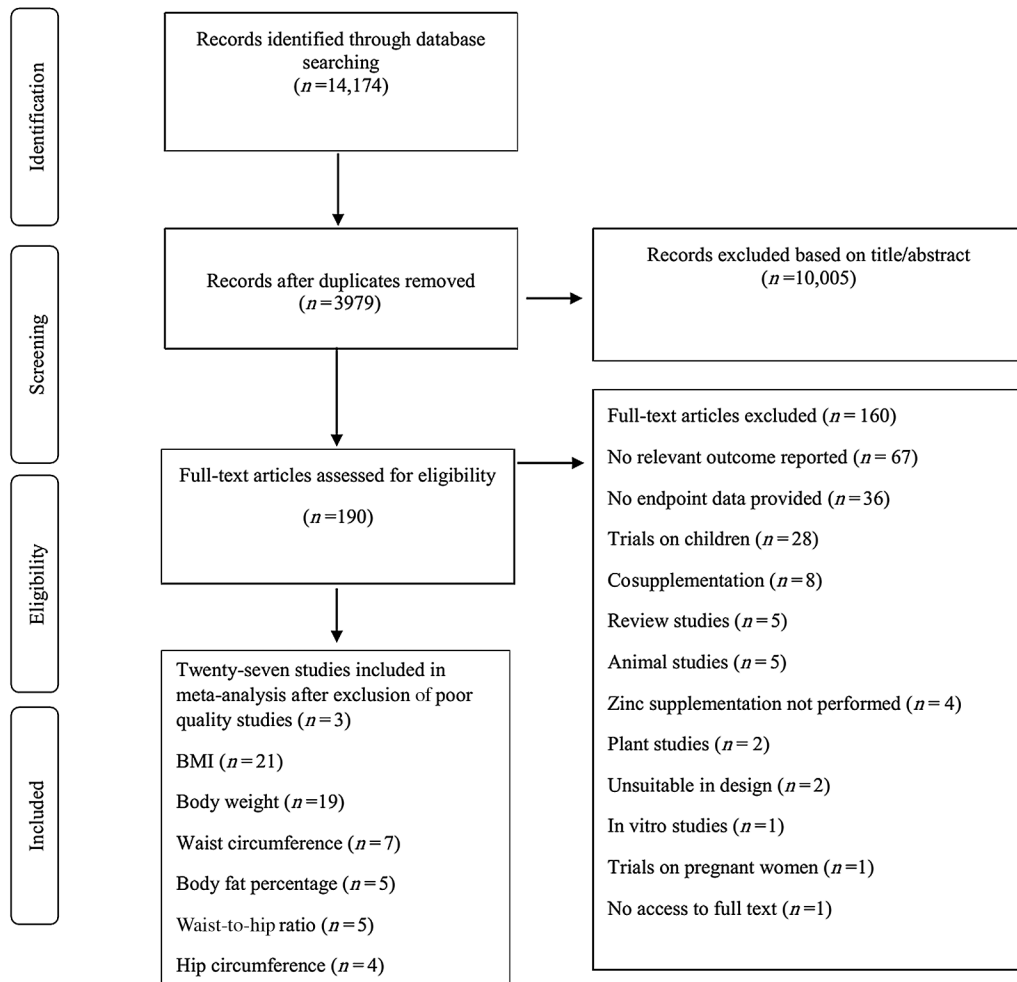 Identification
Records identified through database
searching
(n=14,174)
Screening
Records after duplicates removed
(n=3979)
Records excluded based on title/abstract
(n=10,005)
Eligibility
Full-text articles assessed for eligibility
(n=190)
Full-text articles excluded (n=160)
No relevant outcome reported (n=67)
No endpoint data provided (n=36)
Trials on children (n=28)
Cosupplementation (n=8)
Review studies (n=5)
Animal studies (n=5)
Zinc supplementation not performed (n=4)
Plant studies (n=2)
Unsuitable in design (n=2)
In vitro studies (n=1)
Trials on pregnant women (n=1)
No access to full text (n=1)
Included
Twenty-seven studies included in
meta-analysis after exclusion of poor
quality studies (n=3)
BMI (n=21)
Body weight (n=19)
Waist circumference (n=7)
Body fat percentage (n=5)
Waist-to-hip ratio (n=5)
Hip circumference (n=4)